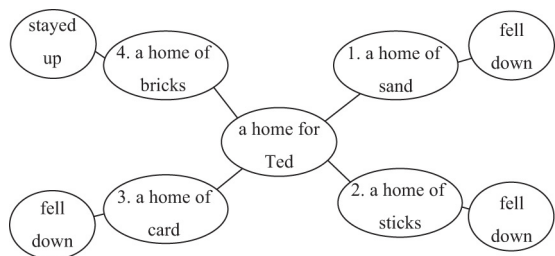 a home for
Ted
1. a home of
sand
fell
down
2. a home of
sticks
fell
down
3. a home of
card
fell
down
4. a home of
bricks
stayed
up